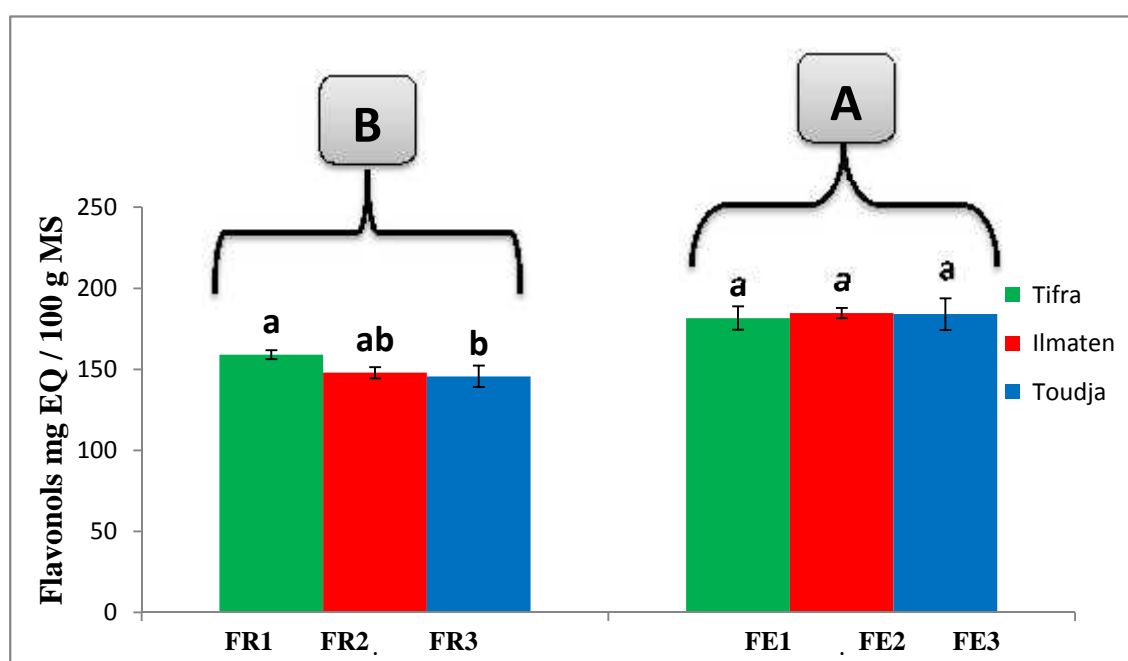 B
A
Flavonols mg EQ / 100 g MS
250
200
150
100
50
0
a
ab
b
a
a
a
Tifra
Ilmaten
Toudja
FR1 FR2 FR3 FE1 FE2 FE3